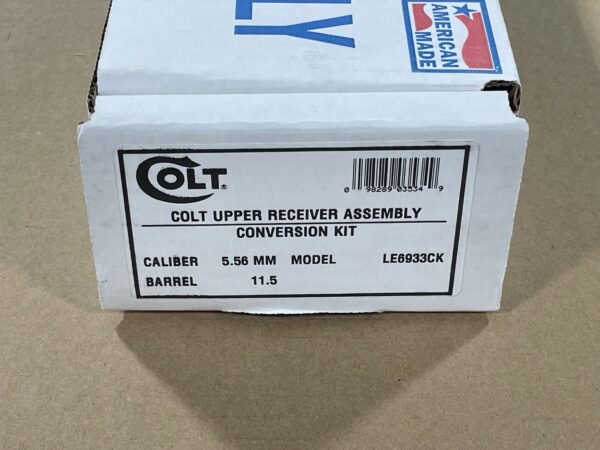 LY
AMERICAN
MADE
COLT®
0 98289 03534 9
COLT UPPER RECEIVER ASSEMBLY
CONVERSION KIT
CALIBER 5.56 MM MODEL LE6933CK
BARREL 11.5